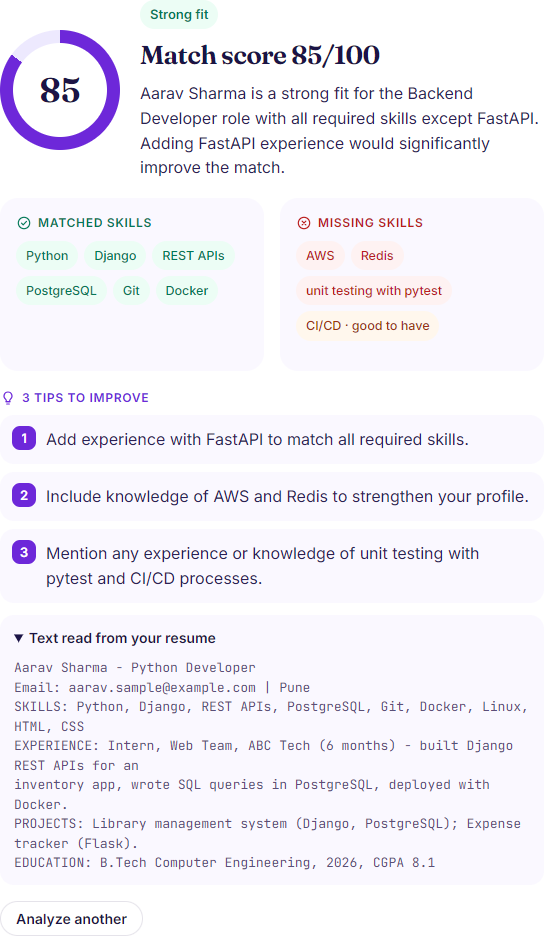 Strong fit
85
Match score 85/100
Aarav Sharma is a strong fit for the Backend
Developer role with all required skills except FastAPI.
Adding FastAPI experience would significantly
improve the match.
MATCHED SKILLS
Python Django REST APIs
PostgreSQL Git Docker
MISSING SKILLS
AWS Redis
unit testing with pytest
CI/CD · good to have
3 TIPS TO IMPROVE
1 Add experience with FastAPI to match all required skills.
2 Include knowledge of AWS and Redis to strengthen your profile.
3 Mention any experience or knowledge of unit testing with
pytest and CI/CD processes.
▼ Text read from your resume
Aarav Sharma - Python Developer
Email: aarav.sample@example.com | Pune
SKILLS: Python, Django, REST APIs, PostgreSQL, Git, Docker, Linux,
HTML, CSS
EXPERIENCE: Intern, Web Team, ABC Tech (6 months) - built Django
REST APIs for an
inventory app, wrote SQL queries in PostgreSQL, deployed with
Docker.
PROJECTS: Library management system (Django, PostgreSQL); Expense
tracker (Flask).
EDUCATION: B.Tech Computer Engineering, 2026, CGPA 8.1
Analyze another